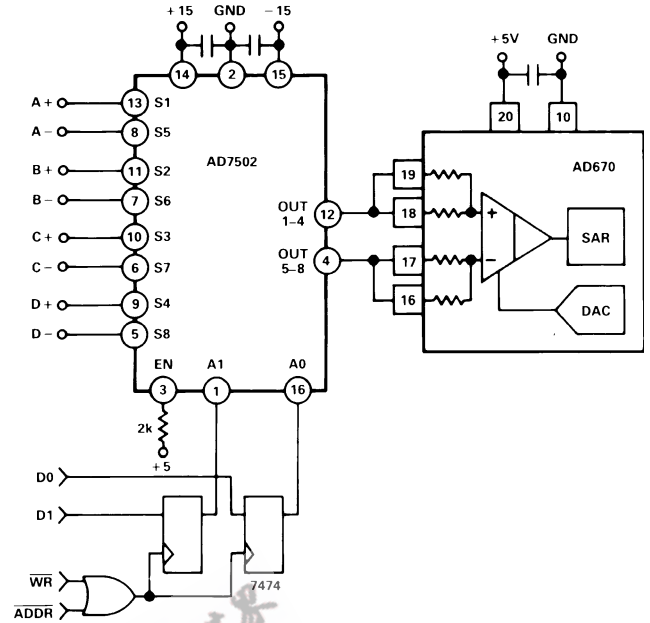 +15 GND −15
14 2 15
+5V GND
20 10
A+ 13 S1
A− 8 S5
B+ 11 S2
B− 7 S6
C+ 10 S3
C− 6 S7
D+ 9 S4
D− 5 S8
AD7502
OUT
1–4
12
OUT
5–8
4
AD670
19
18
17
16
+
−
SAR
DAC
EN A1 A0
3 1 16
2k
+5
D0
D1
WR
ADDR
7474